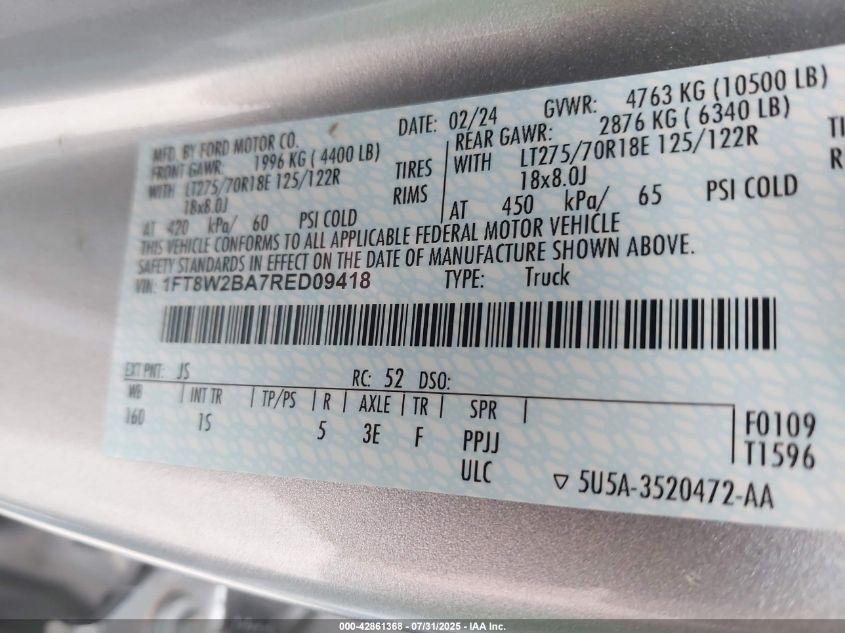 MFD. BY FORD MOTOR CO. DATE: 02/24 GVWR: 4763 KG (10500 LB)
FRONT GAWR: 1996 KG ( 4400 LB) REAR GAWR: 2876 KG ( 6340 LB)
WITH LT275/70R18E 125/122R TIRES WITH LT275/70R18E 125/122R
18x8.0J RIMS 18x8.0J
AT 420 kPa/ 60 PSI COLD AT 450 kPa/ 65 PSI COLD
THIS VEHICLE CONFORMS TO ALL APPLICABLE FEDERAL MOTOR VEHICLE
SAFETY STANDARDS IN EFFECT ON THE DATE OF MANUFACTURE SHOWN ABOVE.
VIN: 1FT8W2BA7RED09418 TYPE: Truck
EXT PNT: JS RC: 52 DSO:
WB INT TR TP/PS R AXLE TR SPR
160 1S 5 3E F PPJJ
ULC
F0109
T1596
▽ 5U5A-3520472-AA
000-42861368 - 07/31/2025 - IAA Inc.